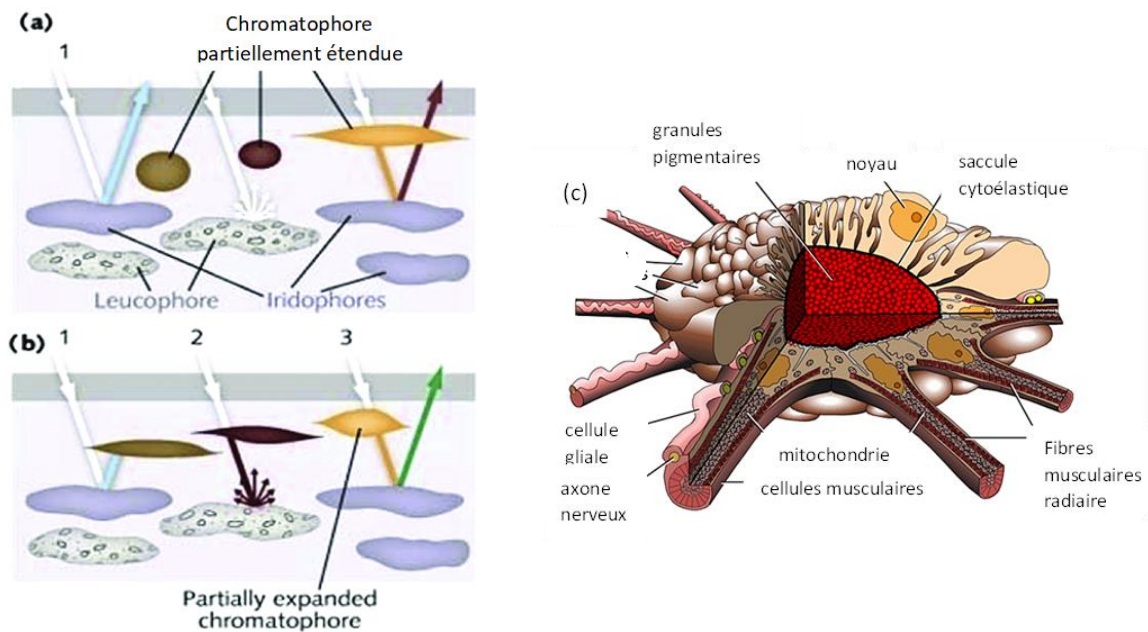 (a)
Chromatophore
partiellement étendue
1
Leucophore
Iridophores
(b)
1
2
3
Partially expanded
chromatophore
(c)
granules
pigmentaires
noyau
saccule
cytoélastique
cellule
gliale
axone
nerveux
mitochondrie
cellules musculaires
Fibres
musculaires
radiaire